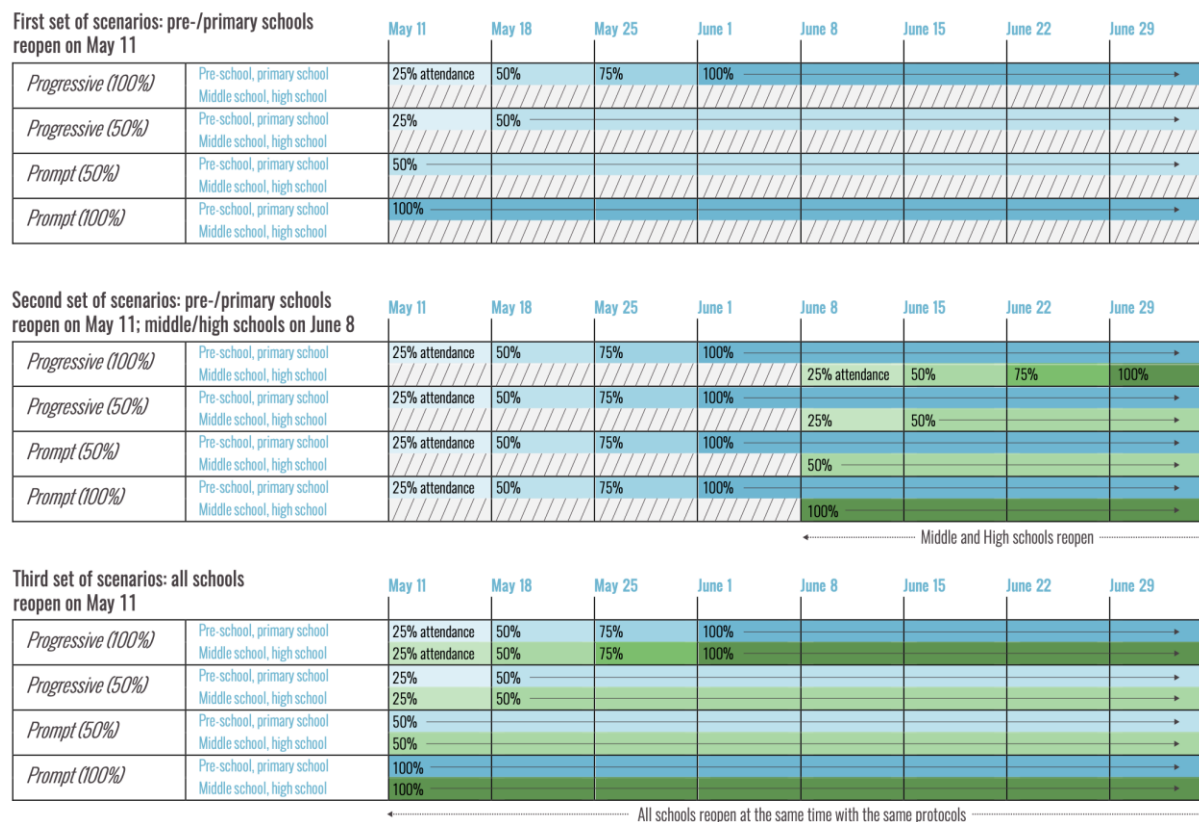 First set of scenarios: pre-/primary schools
reopen on May 11
May 11 May 18 May 25 June 1 June 8 June 15 June 22 June 29
Progressive (100%)
Pre-school, primary school 25% attendance 50% 75% 100%
Middle school, high school
Progressive (50%)
Pre-school, primary school 25% 50%
Middle school, high school
Prompt (50%)
Pre-school, primary school 50%
Middle school, high school
Prompt (100%)
Pre-school, primary school 100%
Middle school, high school
Second set of scenarios: pre-/primary schools
reopen on May 11; middle/high schools on June 8
May 11 May 18 May 25 June 1 June 8 June 15 June 22 June 29
Progressive (100%)
Pre-school, primary school 25% attendance 50% 75% 100%
Middle school, high school 25% attendance 50% 75% 100%
Progressive (50%)
Pre-school, primary school 25% attendance 50% 75% 100%
Middle school, high school 25% 50%
Prompt (50%)
Pre-school, primary school 25% attendance 50% 75% 100%
Middle school, high school 50%
Prompt (100%)
Pre-school, primary school 25% attendance 50% 75% 100%
Middle school, high school 100%
Middle and High schools reopen
Third set of scenarios: all schools
reopen on May 11
May 11 May 18 May 25 June 1 June 8 June 15 June 22 June 29
Progressive (100%)
Pre-school, primary school 25% attendance 50% 75% 100%
Middle school, high school 25% attendance 50% 75% 100%
Progressive (50%)
Pre-school, primary school 25% 50%
Middle school, high school 25% 50%
Prompt (50%)
Pre-school, primary school 50%
Middle school, high school 50%
Prompt (100%)
Pre-school, primary school 100%
Middle school, high school 100%
All schools reopen at the same time with the same protocols